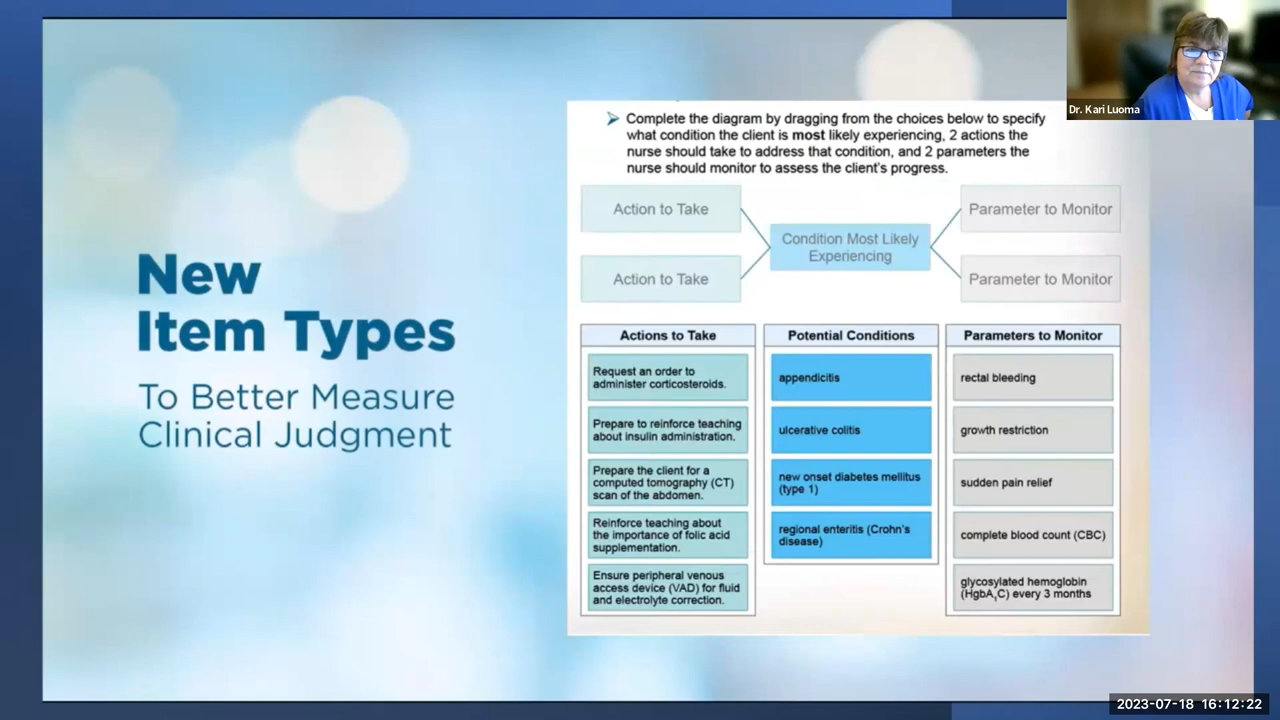 New
Item Types
To Better Measure
Clinical Judgment
Complete the diagram by dragging from the choices below to specify
what condition the client is most likely experiencing, 2 actions the
nurse should take to address that condition, and 2 parameters the
nurse should monitor to assess the client's progress.
Action to Take
Action to Take
Condition Most Likely
Experiencing
Parameter to Monitor
Parameter to Monitor
Actions to Take
Request an order to
administer corticosteroids.
Prepare to reinforce teaching
about insulin administration.
Prepare the client for a
computed tomography (CT)
scan of the abdomen.
Reinforce teaching about
the importance of folic acid
supplementation.
Ensure peripheral venous
access device (VAD) for fluid
and electrolyte correction.
Potential Conditions
appendicitis
ulcerative colitis
new onset diabetes mellitus
(type 1)
regional enteritis (Crohn's
disease)
Parameters to Monitor
rectal bleeding
growth restriction
sudden pain relief
complete blood count (CBC)
glycosylated hemoglobin
(HgbA₁C) every 3 months
Dr. Kari Luoma
2023-07-18 16:12:22